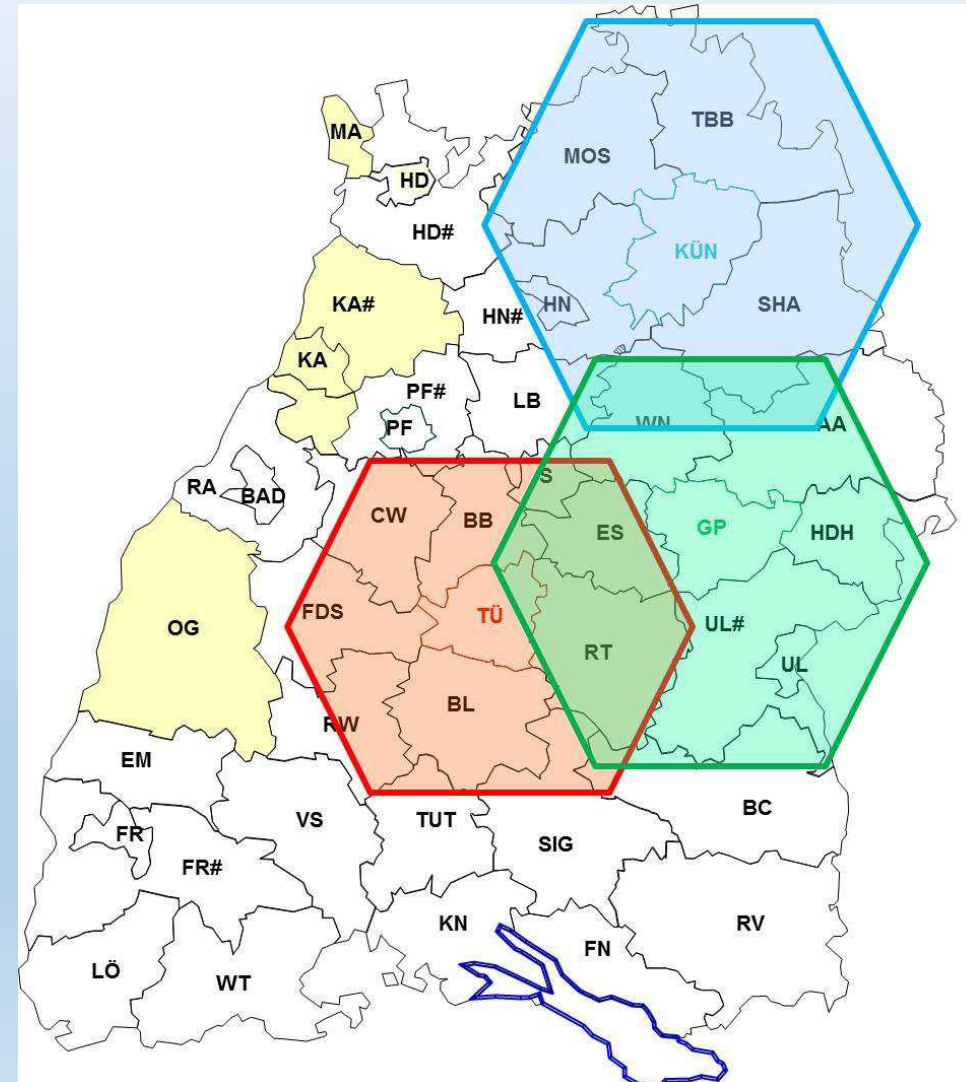 TBB
MA
MOS
HD
HD#
KÜN
KA#
HN#
HN
SHA
KA
PF#
LB
PF
WN
AA
S
RA
BAD
CW
BB
ES
GP
HDH
FDS
TÜ
OG
RT
UL#
UL
BL
RW
EM
VS
TUT
BC
FR
SIG
FR#
KN
FN
RV
LÖ
WT